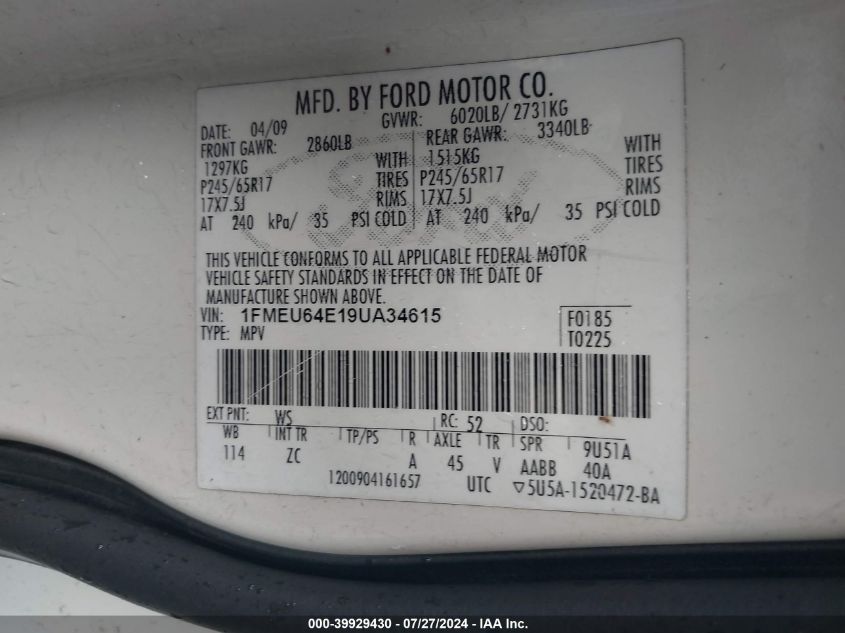 MFD. BY FORD MOTOR CO.
DATE: 04/09 GVWR: 6020LB/ 2731KG
FRONT GAWR: 2860LB REAR GAWR: 3340LB
1297KG WITH 1515KG WITH
P245/65R17 TIRES P245/65R17 TIRES
17X7.5J RIMS 17X7.5J RIMS
AT 240 kPa/ 35 PSI COLD AT 240 kPa/ 35 PSI COLD
THIS VEHICLE CONFORMS TO ALL APPLICABLE FEDERAL MOTOR
VEHICLE SAFETY STANDARDS IN EFFECT ON THE DATE OF
MANUFACTURE SHOWN ABOVE.
VIN: 1FMEU64E19UA34615 F0185
TYPE: MPV T0225
EXT PNT: WS RC: 52 DSO:
WB INT TR TP/PS R AXLE TR SPR 9U51A
114 ZC A 45 V AABB 40A
1200904161657 UTC ▽5U5A-1520472-BA
000-39929430 / 07/27/2024 - IAA Inc.